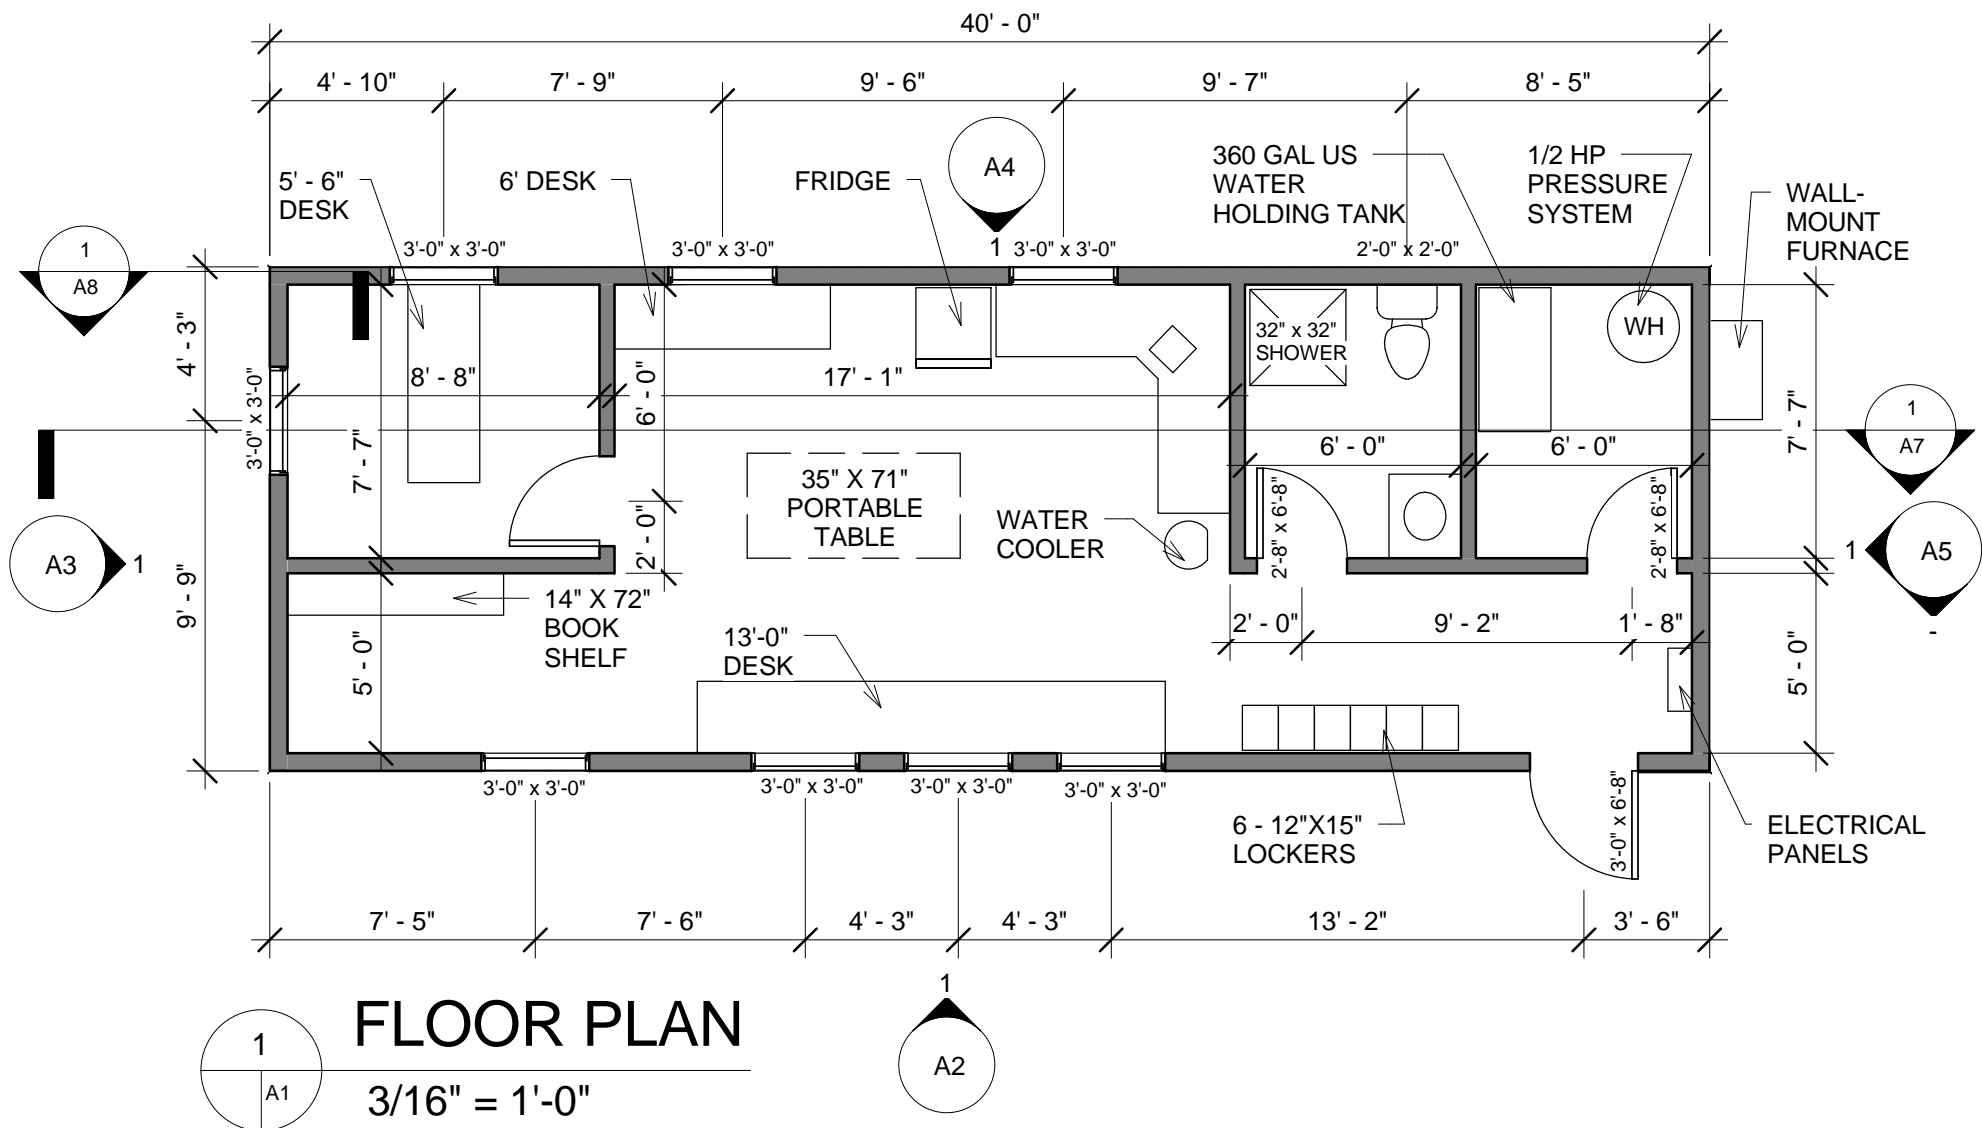 40' - 0"
4' - 10"
7' - 9"
9' - 6"
9' - 7"
8' - 5"
5' - 6"
DESK
6' DESK
FRIDGE
A4
1
360 GAL US
WATER
HOLDING TANK
1/2 HP
PRESSURE
SYSTEM
WALL-
MOUNT
FURNACE
1
A8
3'-0" x 3'-0"
3'-0" x 3'-0"
3'-0" x 3'-0"
2'-0" x 2'-0"
4' - 3"
3'-0" x 3'-0"
8' - 8"
17' - 1"
6' - 0"
32" x 32"
SHOWER
WH
7' - 7"
7' - 7"
1
A7
6' - 0"
6' - 0"
35" X 71"
PORTABLE
TABLE
WATER
COOLER
2' - 0"
2'-8" x 6'-8"
2'-8" x 6'-8"
A3
1
1
A5
-
9' - 9"
14" X 72"
BOOK
SHELF
13'-0"
DESK
2' - 0"
9' - 2"
1' - 8"
5' - 0"
5' - 0"
3'-0" x 3'-0"
3'-0" x 3'-0"
3'-0" x 3'-0"
3'-0" x 3'-0"
3'-0" x 6'-8"
6 - 12"X15"
LOCKERS
ELECTRICAL
PANELS
7' - 5"
7' - 6"
4' - 3"
4' - 3"
13' - 2"
3' - 6"
1
A2
1
A1
FLOOR PLAN
3/16" = 1'-0"